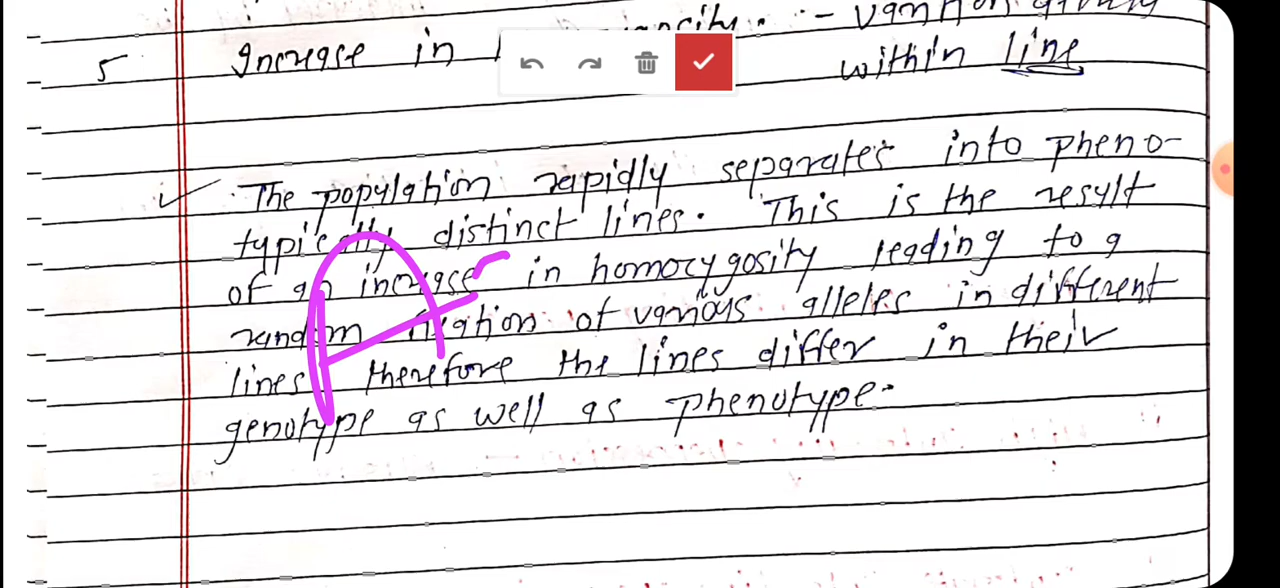 5 Increase in
within line
✓ The population rapidly separates into pheno-
typically distinct lines. This is the result
of an increase in homozygosity leading to a
random fixation of various alleles in different
lines therefore the lines differ in their
genotype as well as phenotype.